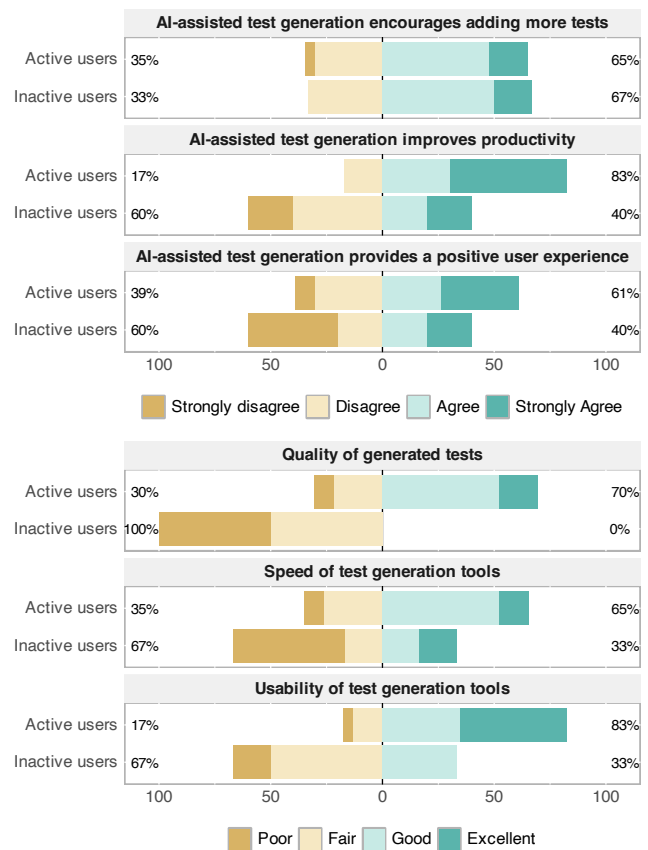 AI-assisted test generation encourages adding more tests
Active users 35% 65%
Inactive users 33% 67%
AI-assisted test generation improves productivity
Active users 17% 83%
Inactive users 60% 40%
AI-assisted test generation provides a positive user experience
Active users 39% 61%
Inactive users 60% 40%
100 50 0 50 100
Strongly disagree Disagree Agree Strongly Agree
Quality of generated tests
Active users 30% 70%
Inactive users 100% 0%
Speed of test generation tools
Active users 35% 65%
Inactive users 67% 33%
Usability of test generation tools
Active users 17% 83%
Inactive users 67% 33%
100 50 0 50 100
Poor Fair Good Excellent